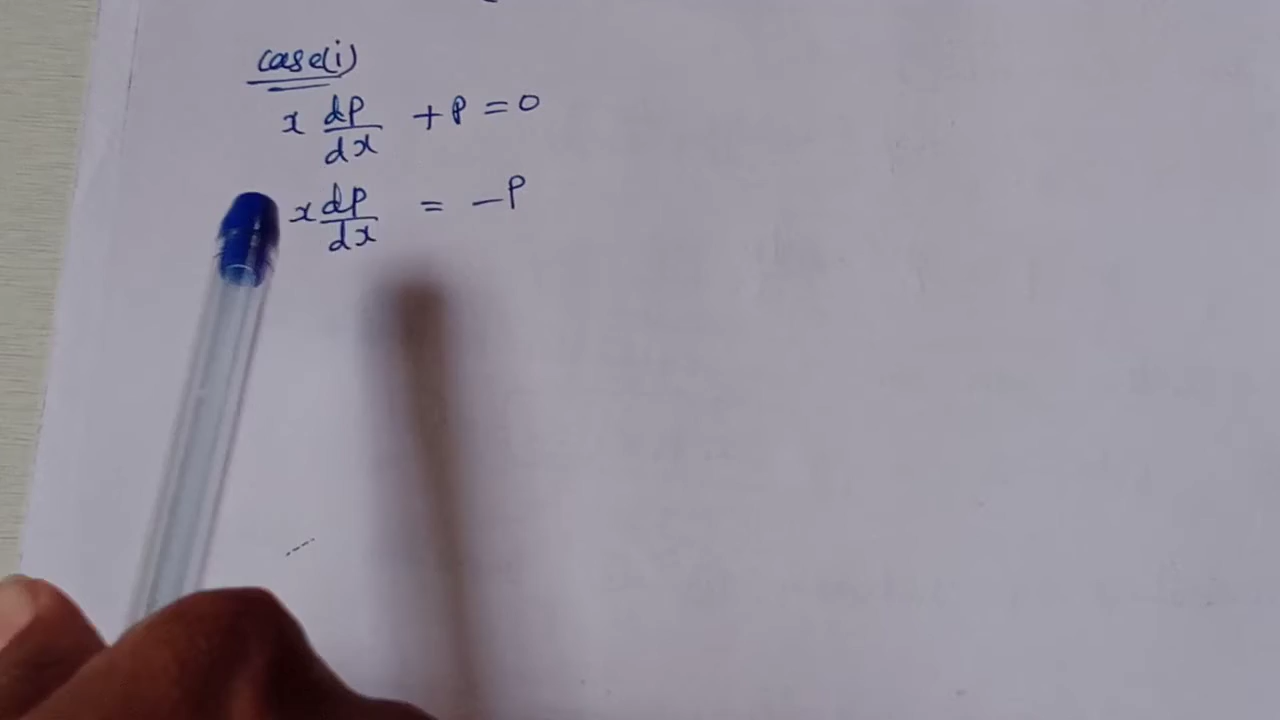 case(i)
x dp/dx + p = 0
x dp/dx = -p